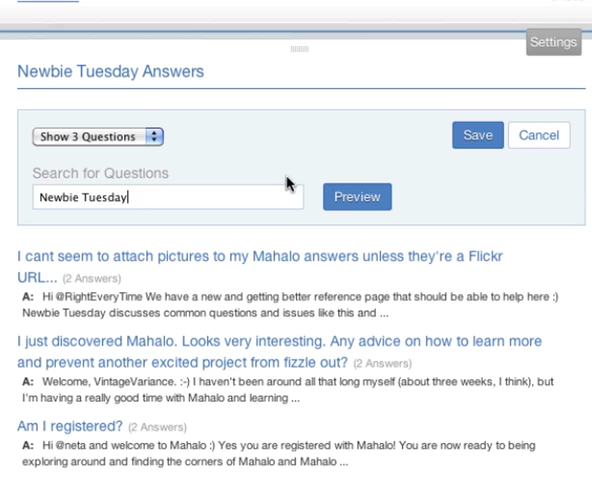 Settings
Newbie Tuesday Answers
Show 3 Questions
Save
Cancel
Search for Questions
Newbie Tuesday
Preview
I cant seem to attach pictures to my Mahalo answers unless they're a Flickr
URL... (2 Answers)
A: Hi @RightEveryTime We have a new and getting better reference page that should be able to help here :)
Newbie Tuesday discusses common questions and issues like this and ...
I just discovered Mahalo. Looks very interesting. Any advice on how to learn more
and prevent another excited project from fizzle out? (2 Answers)
A: Welcome, VintageVariance. :-) I haven't been around all that long myself (about three weeks, I think), but
I'm having a really good time with Mahalo and learning ...
Am I registered? (2 Answers)
A: Hi @neta and welcome to Mahalo :) Yes you are registered with Mahalo! You are now ready to being
exploring around and finding the corners of Mahalo and Mahalo ...